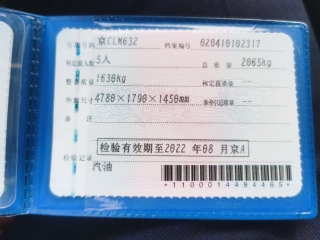 号牌号码 京CLM632 档案编号 020410102317
核定载人数 5人 总质量 2065kg
整备质量 1630kg 核定载质量 --
外廓尺寸 4780×1790×1450mm 准牵引总质量 --
备注
检验有效期至2022年08月京A
检验记录
汽油
*1100014484465*